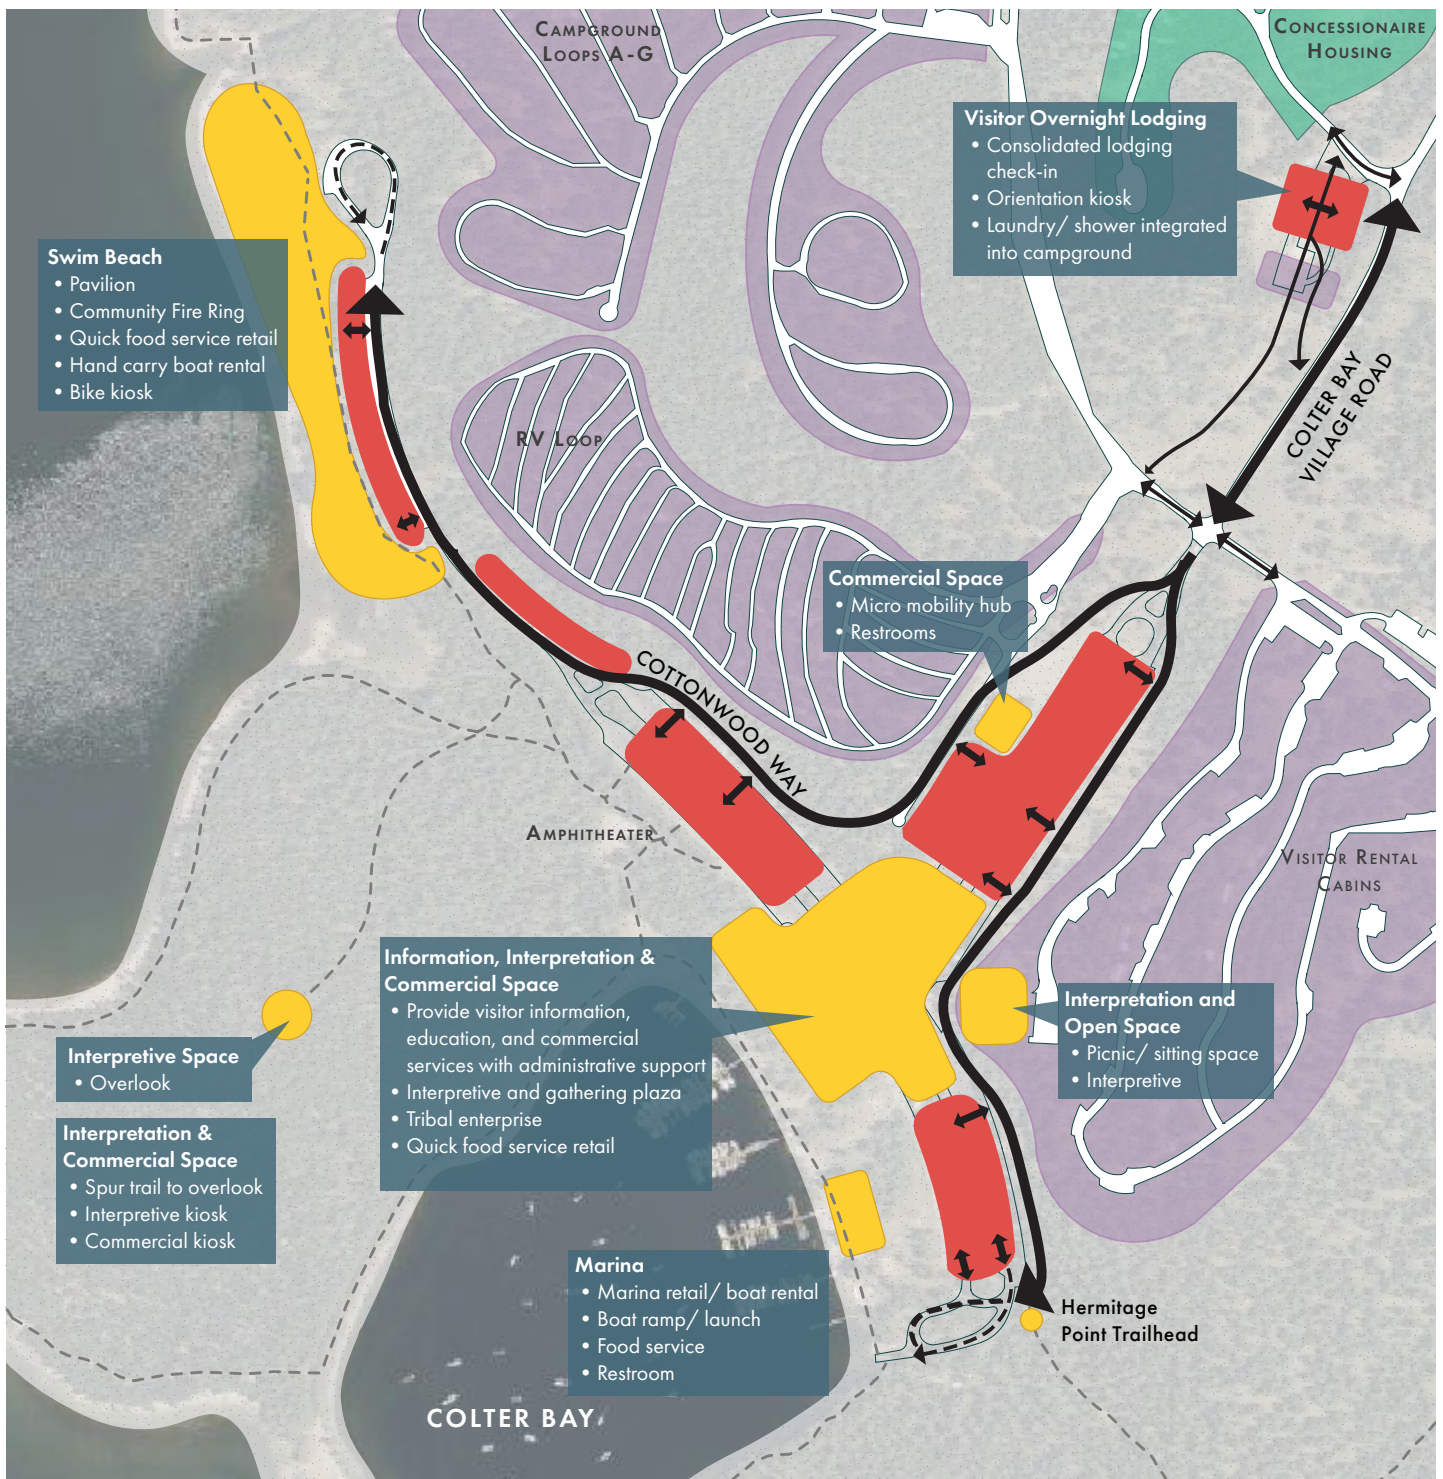 Campground
Loops A-G
Concessionaire
Housing
Visitor Overnight Lodging
• Consolidated lodging
check-in
• Orientation kiosk
• Laundry/ shower integrated
into campground
Swim Beach
• Pavilion
• Community Fire Ring
• Quick food service retail
• Hand carry boat rental
• Bike kiosk
RV Loop
COLTER BAY
VILLAGE ROAD
Commercial Space
• Micro mobility hub
• Restrooms
COTTONWOOD WAY
Amphitheater
Visitor Rental
Cabins
Information, Interpretation &
Commercial Space
• Provide visitor information,
education, and commercial
services with administrative support
• Interpretive and gathering plaza
• Tribal enterprise
• Quick food service retail
Interpretation and
Open Space
• Picnic/ sitting space
• Interpretive
Interpretive Space
• Overlook
Interpretation &
Commercial Space
• Spur trail to overlook
• Interpretive kiosk
• Commercial kiosk
Marina
• Marina retail/ boat rental
• Boat ramp/ launch
• Food service
• Restroom
Hermitage
Point Trailhead
COLTER BAY